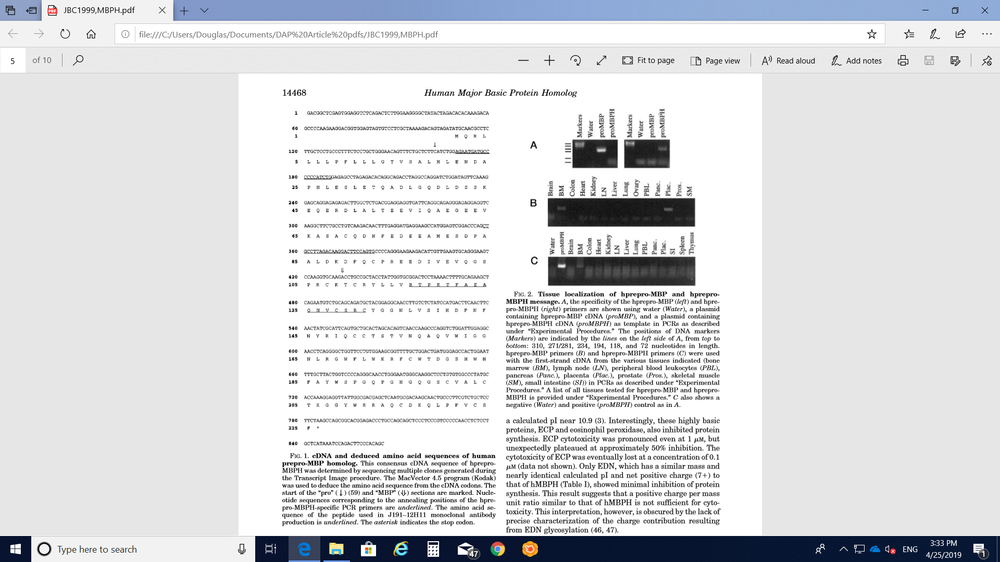 JBC1999,MBPH.pdf
file:///C:/Users/Douglas/Documents/DAP%20Article%20pdfs/JBC1999,MBPH.pdf
5 of 10
Fit to page
Page view
Read aloud
Add notes
14468
Human Major Basic Protein Homolog
1 GACGGCTCGAGTGGAGGTCTCAGACTCTTGGAAGGGGCTATACTAGACACACAAAGACA
60 GCCCCAAGAAGGACGGTGGAGTAGTGTCCTCGCTAAAAGACAGTAGATATGCAACGCCTC
1 M Q R L
↓
120 TTGCTCCTGCCCTTTCTCCTGCTGGGAACAGTTTCTGCTCTTCATCTGGAGAATGATGCC
5 L L L P F L L L G T V S A L H L E N D A
180 CCCCATCTGGAGAGCCTAGAGACACAGGCAGACCTAGGCCAGGATCTGGATAGTTCAAAG
25 P H L E S L E T Q A D L G Q D L D S S K
240 GAGCAGGAGAGAGACTTGGCTCTGACGGAGGAGGTGATTCAGGCAGAGGGAGAGGAGGTC
45 E Q E R D L A L T E E V I Q A E G E E V
300 AAGGCTTCTGCCTGTCAAGACAACTTTGAGGATGAGGAAGCCATGGAGTCGGACCCAGCT
65 K A S A C Q D N F E D E E A M E S D P A
360 GCCTTAGACAAGGACTTCCAGTGCCCCAGGGAAGAAGACATTGTTGAAGTGCAGGGAAGT
85 A L D K D F Q C P R E E D I V E V Q G S
⇓
420 CCAAGGTGCAAGACCTGCCGCTACCTATTGGTGCGGACTCCTAAAACTTTTGCAGAAGCT
105 P R C K T C R Y L L V R T P K T F A E A
480 CAGAATGTCTGCAGCAGATGCTACGGAGGCAACCTTGTCTCTATCCATGACTTCAACTTC
125 Q N V C S R C Y G G N L V S I H D F N F
540 AACTATCGCATTCAGTGCTGCACTAGCACAGTCAACCAAGCCCAGGTCTGGATTGGAGGC
145 N Y R I Q C C T S T V N Q A Q V W I G G
600 AACCTCAGGGGCTGGTTCCTGTGGAAGCGGTTTTGCTGGACTGATGGGAGCCACTGGAAT
165 N L R G W F L W K R F C W T D G S H W N
660 TTTGCTTACTGGTCCCCAGGGCAACCTGGGAATGGGCAAGGCTCCTGTGTGGCCCTATGC
185 F A Y W S P G Q P G N G Q G S C V A L C
720 ACCAAAGGAGGTTATTGGCGACGAGCTCAATGCGACAAGCAACTGCCCTTCGTCTGCTCC
205 T K G G Y W R R A Q C D K Q L P F V C S
780 TTCTAAGCCAGCGGCACGGAGACCCTGCCAGCAGCTCCCTCCCGTCCCCCAACCTCTCCT
225 F *
840 GCTCATAAATCCAGACTTCCCACAGC
FIG. 1. cDNA and deduced amino acid sequences of human
prepro-MBP homolog. This consensus cDNA sequence of hprepro-
MBPH was determined by sequencing multiple clones generated during
the Transcript Image procedure. The MacVector 4.5 program (Kodak)
was used to deduce the amino acid sequence from the cDNA codons. The
start of the “pro” (↓) (59) and “MBP” (⇓) sections are marked. Nucle-
otide sequences corresponding to the annealing positions of the hpre-
pro-MBPH-specific PCR primers are underlined. The amino acid se-
quence of the peptide used in J191–12H11 monoclonal antibody
production is underlined. The asterisk indicates the stop codon.
Markers Water proMBP proMBPH Markers Water proMBP proMBPH
A
Brain BM Colon Heart Kidney LN Liver Lung Ovary PBL Panc. Plac. Pros. SM
B
Water proMBPH Brain BM Colon Heart Kidney LN Liver Lung PBL Panc. Plac. SI Spleen Thymus
C
FIG. 2. Tissue localization of hprepro-MBP and hprepro-
MBPH message. A, the specificity of the hprepro-MBP (left) and hpre-
pro-MBPH (right) primers are shown using water (Water), a plasmid
containing hprepro-MBP cDNA (proMBP), and a plasmid containing
hprepro-MBPH cDNA (proMBPH) as template in PCRs as described
under “Experimental Procedures.” The positions of DNA markers
(Markers) are indicated by the lines on the left side of A, from top to
bottom: 310, 271/281, 234, 194, 118, and 72 nucleotides in length.
hprepro-MBP primers (B) and hprepro-MBPH primers (C) were used
with the first-strand cDNA from the various tissues indicated (bone
marrow (BM), lymph node (LN), peripheral blood leukocytes (PBL),
pancreas (Panc.), placenta (Plac.), prostate (Pros.), skeletal muscle
(SM), small intestine (SI)) in PCRs as described under “Experimental
Procedures.” A list of all tissues tested for hprepro-MBP and hprepro-
MBPH is provided under “Experimental Procedures.” C also shows a
negative (Water) and positive (proMBPH) control as in A.
a calculated pI near 10.9 (3). Interestingly, these highly basic
proteins, ECP and eosinophil peroxidase, also inhibited protein
synthesis. ECP cytotoxicity was pronounced even at 1 μM, but
unexpectedly plateaued at approximately 50% inhibition. The
cytotoxicity of ECP was eventually lost at a concentration of 0.1
μM (data not shown). Only EDN, which has a similar mass and
nearly identical calculated pI and net positive charge (7+) to
that of hMBPH (Table I), showed minimal inhibition of protein
synthesis. This result suggests that a positive charge per mass
unit ratio similar to that of hMBPH is not sufficient for cyto-
toxicity. This interpretation, however, is obscured by the lack of
precise characterization of the charge contribution resulting
from EDN glycosylation (46, 47).
Type here to search
47
ENG
3:33 PM
4/25/2019
1